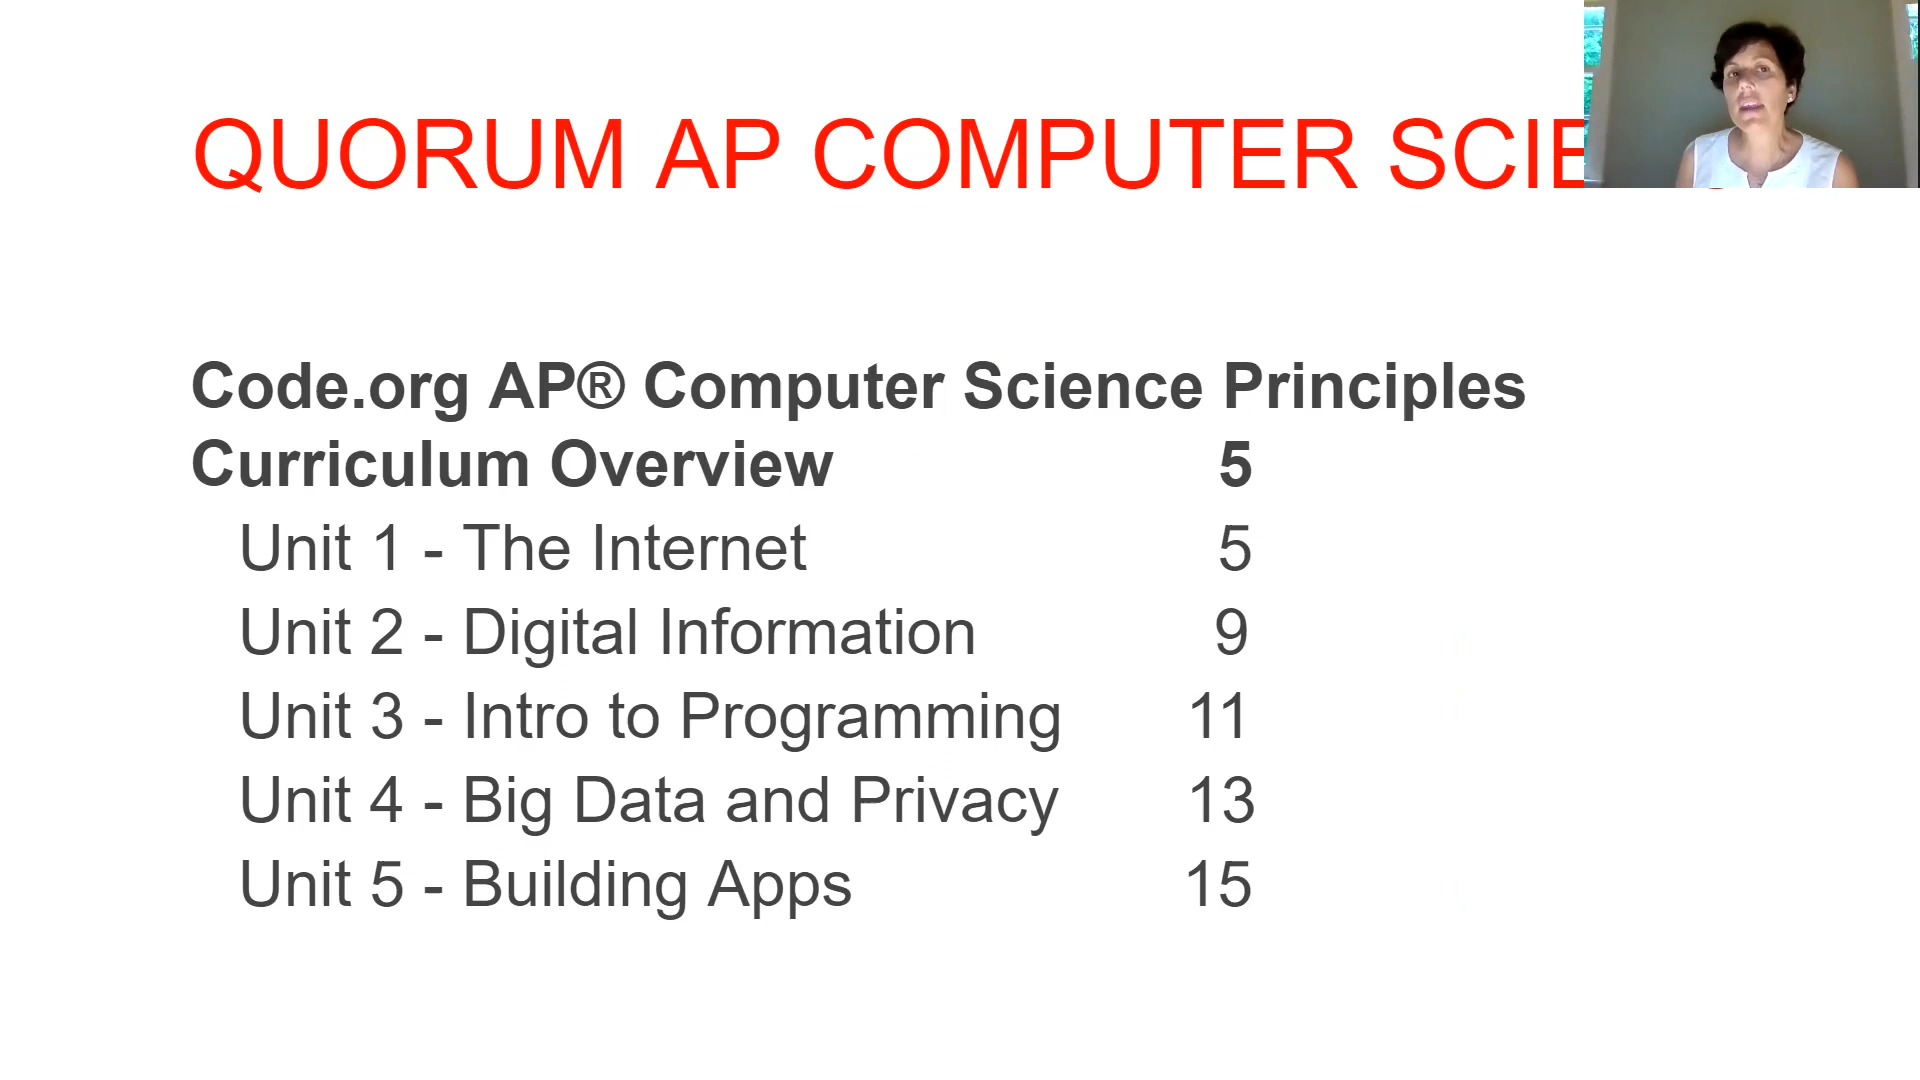 QUORUM AP COMPUTER
Code.org AP® Computer Science Principles
Curriculum Overview 5
Unit 1 - The Internet 5
Unit 2 - Digital Information 9
Unit 3 - Intro to Programming 11
Unit 4 - Big Data and Privacy 13
Unit 5 - Building Apps 15